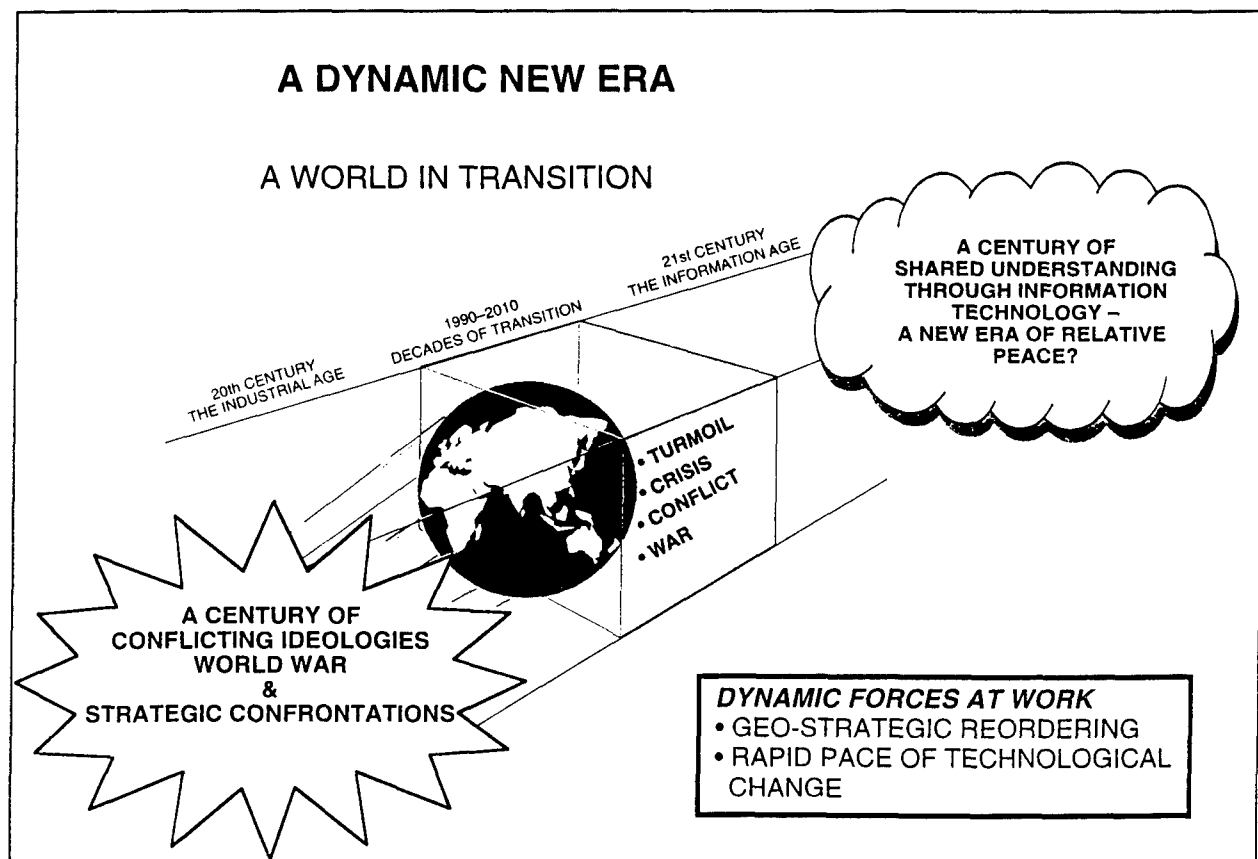 A DYNAMIC NEW ERA
A WORLD IN TRANSITION
20th CENTURY
THE INDUSTRIAL AGE
1990–2010
DECADES OF TRANSITION
21st CENTURY
THE INFORMATION AGE
A CENTURY OF
SHARED UNDERSTANDING
THROUGH INFORMATION
TECHNOLOGY –
A NEW ERA OF RELATIVE
PEACE?
• TURMOIL
• CRISIS
• CONFLICT
• WAR
A CENTURY OF
CONFLICTING IDEOLOGIES
WORLD WAR
&
STRATEGIC CONFRONTATIONS
DYNAMIC FORCES AT WORK
• GEO-STRATEGIC REORDERING
• RAPID PACE OF TECHNOLOGICAL
CHANGE